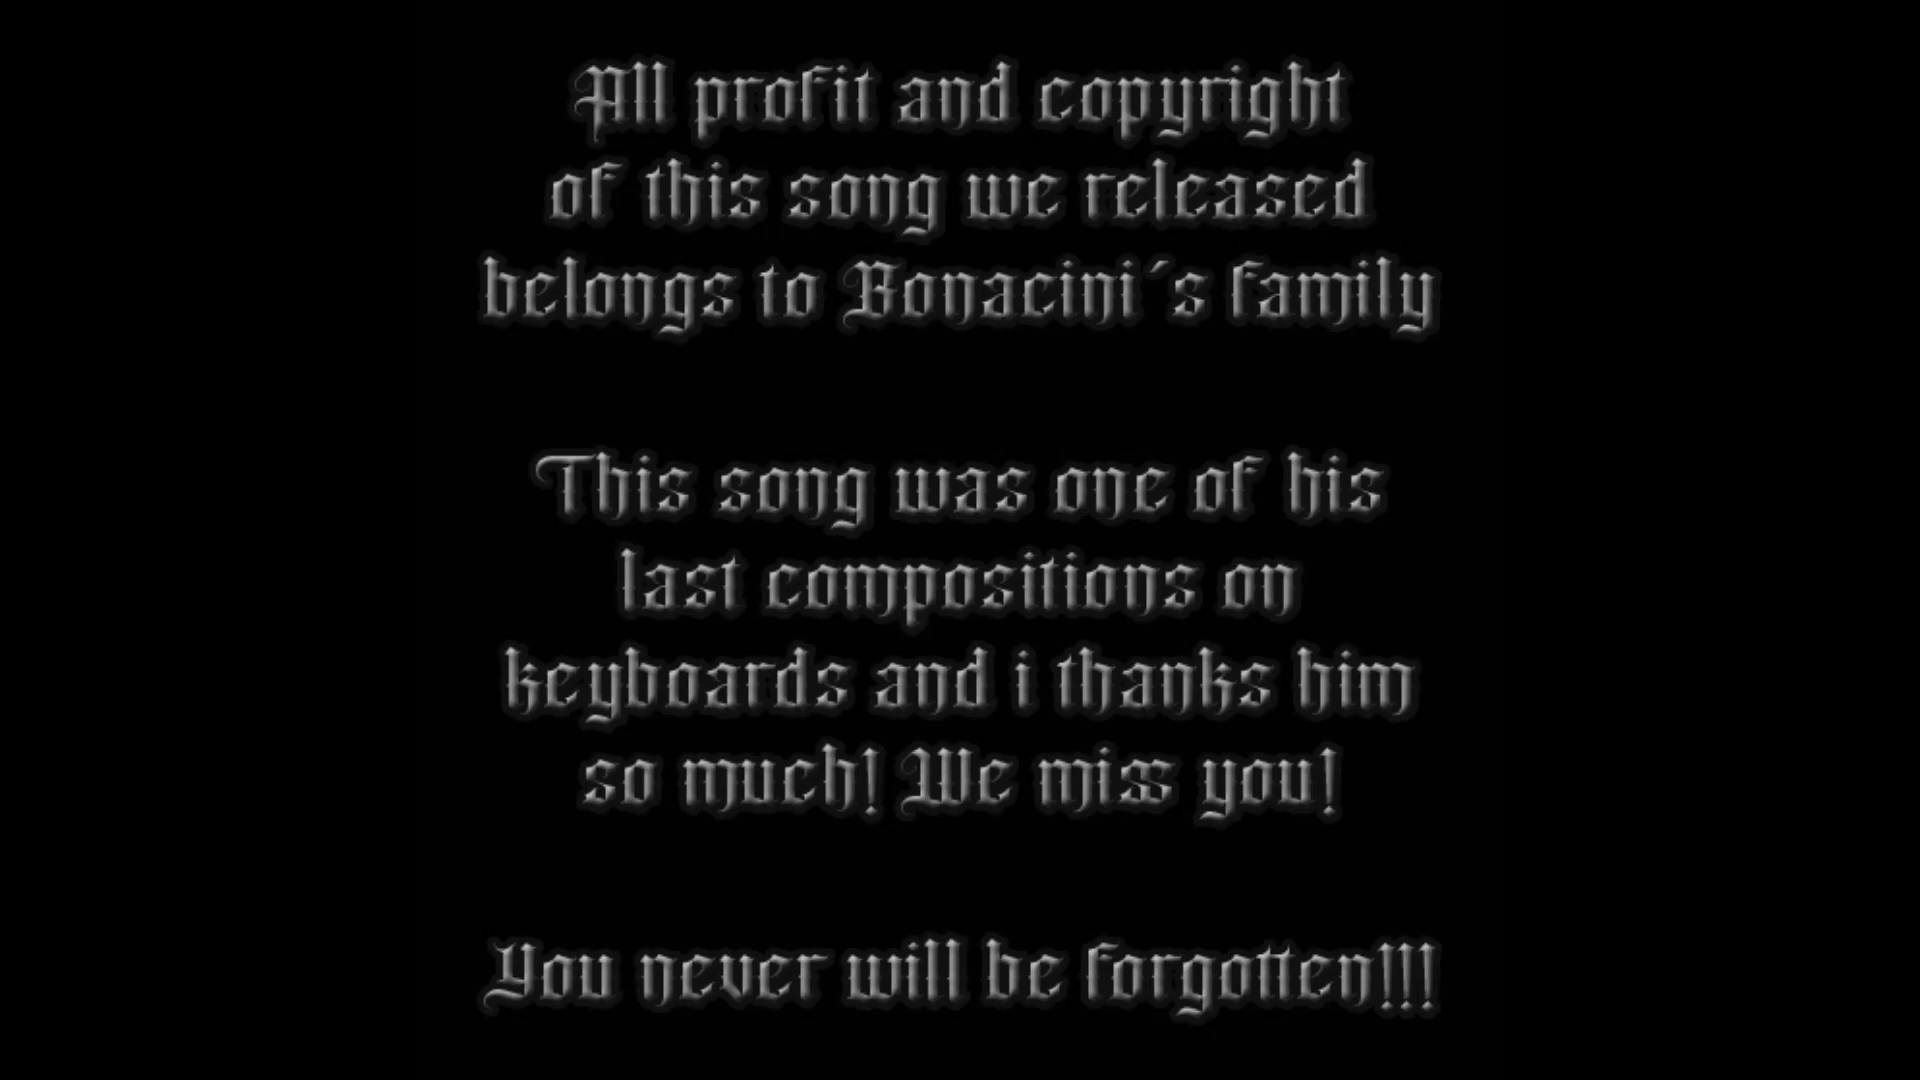 All profit and copyright
of this song we released
belongs to Bonacini´s family
This song was one of his
last compositions on
keyboards and i thanks him
so much! We miss you!
You never will be forgotten!!!